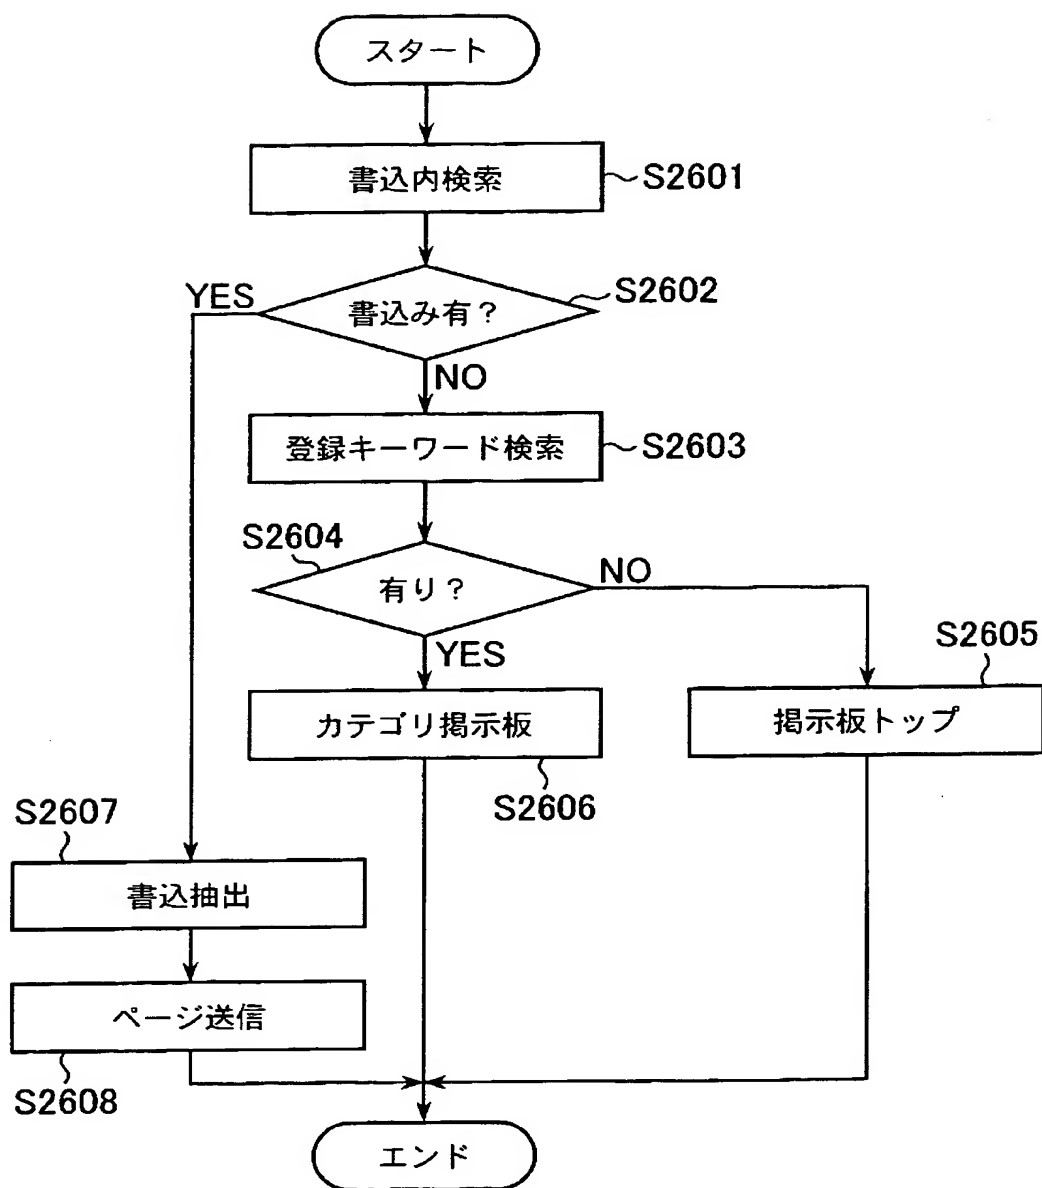 スタート
書込内検索
S2601
YES
書込み有？
S2602
NO
登録キーワード検索
S2603
S2604
有り？
NO
YES
S2605
カテゴリ掲示板
掲示板トップ
S2606
S2607
書込抽出
ページ送信
S2608
エンド